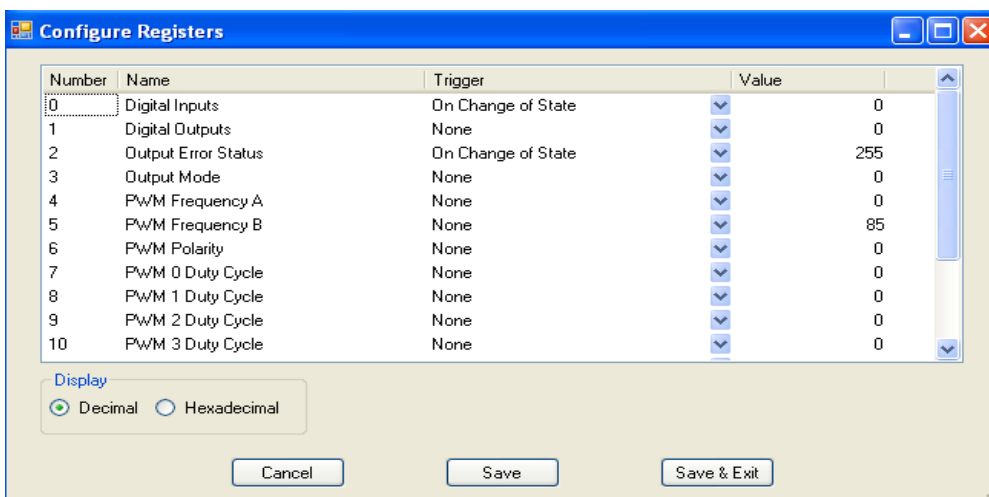 Configure Registers
Number Name Trigger Value
0 Digital Inputs On Change of State 0
1 Digital Outputs None 0
2 Output Error Status On Change of State 255
3 Output Mode None 0
4 PWM Frequency A None 0
5 PWM Frequency B None 85
6 PWM Polarity None 0
7 PWM 0 Duty Cycle None 0
8 PWM 1 Duty Cycle None 0
9 PWM 2 Duty Cycle None 0
10 PWM 3 Duty Cycle None 0
Display
Decimal Hexadecimal
Cancel Save Save & Exit